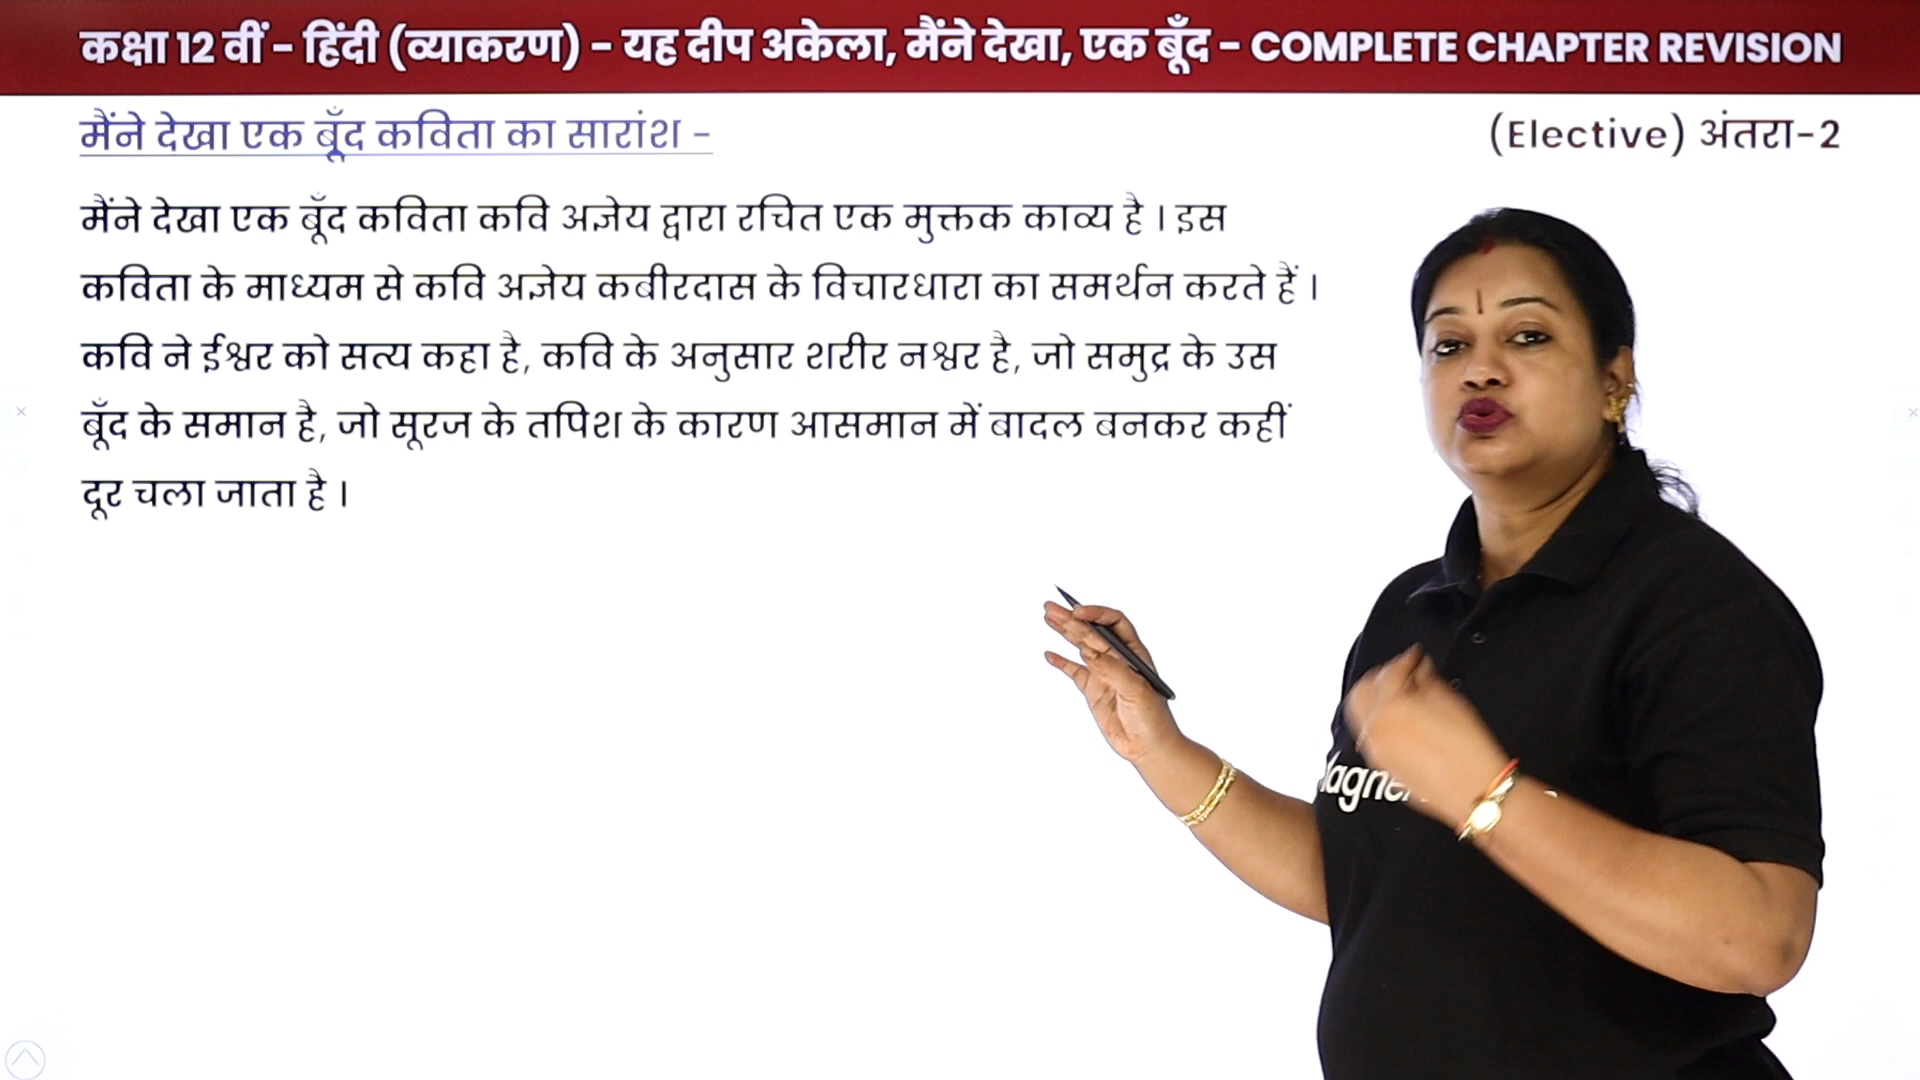 कक्षा 12 वीं - हिंदी (व्याकरण) - यह दीप अकेला, मैंने देखा, एक बूँद - COMPLETE CHAPTER REVISION
मैंने देखा एक बूँद कविता का सारांश -
(Elective) अंतरा-2
मैंने देखा एक बूँद कविता कवि अज्ञेय द्वारा रचित एक मुक्तक काव्य है। इस
कविता के माध्यम से कवि अज्ञेय कबीरदास के विचारधारा का समर्थन करते हैं।
कवि ने ईश्वर को सत्य कहा है, कवि के अनुसार शरीर नश्वर है, जो समुद्र के उस
बूँद के समान है, जो सूरज के तपिश के कारण आसमान में बादल बनकर कहीं
दूर चला जाता है।